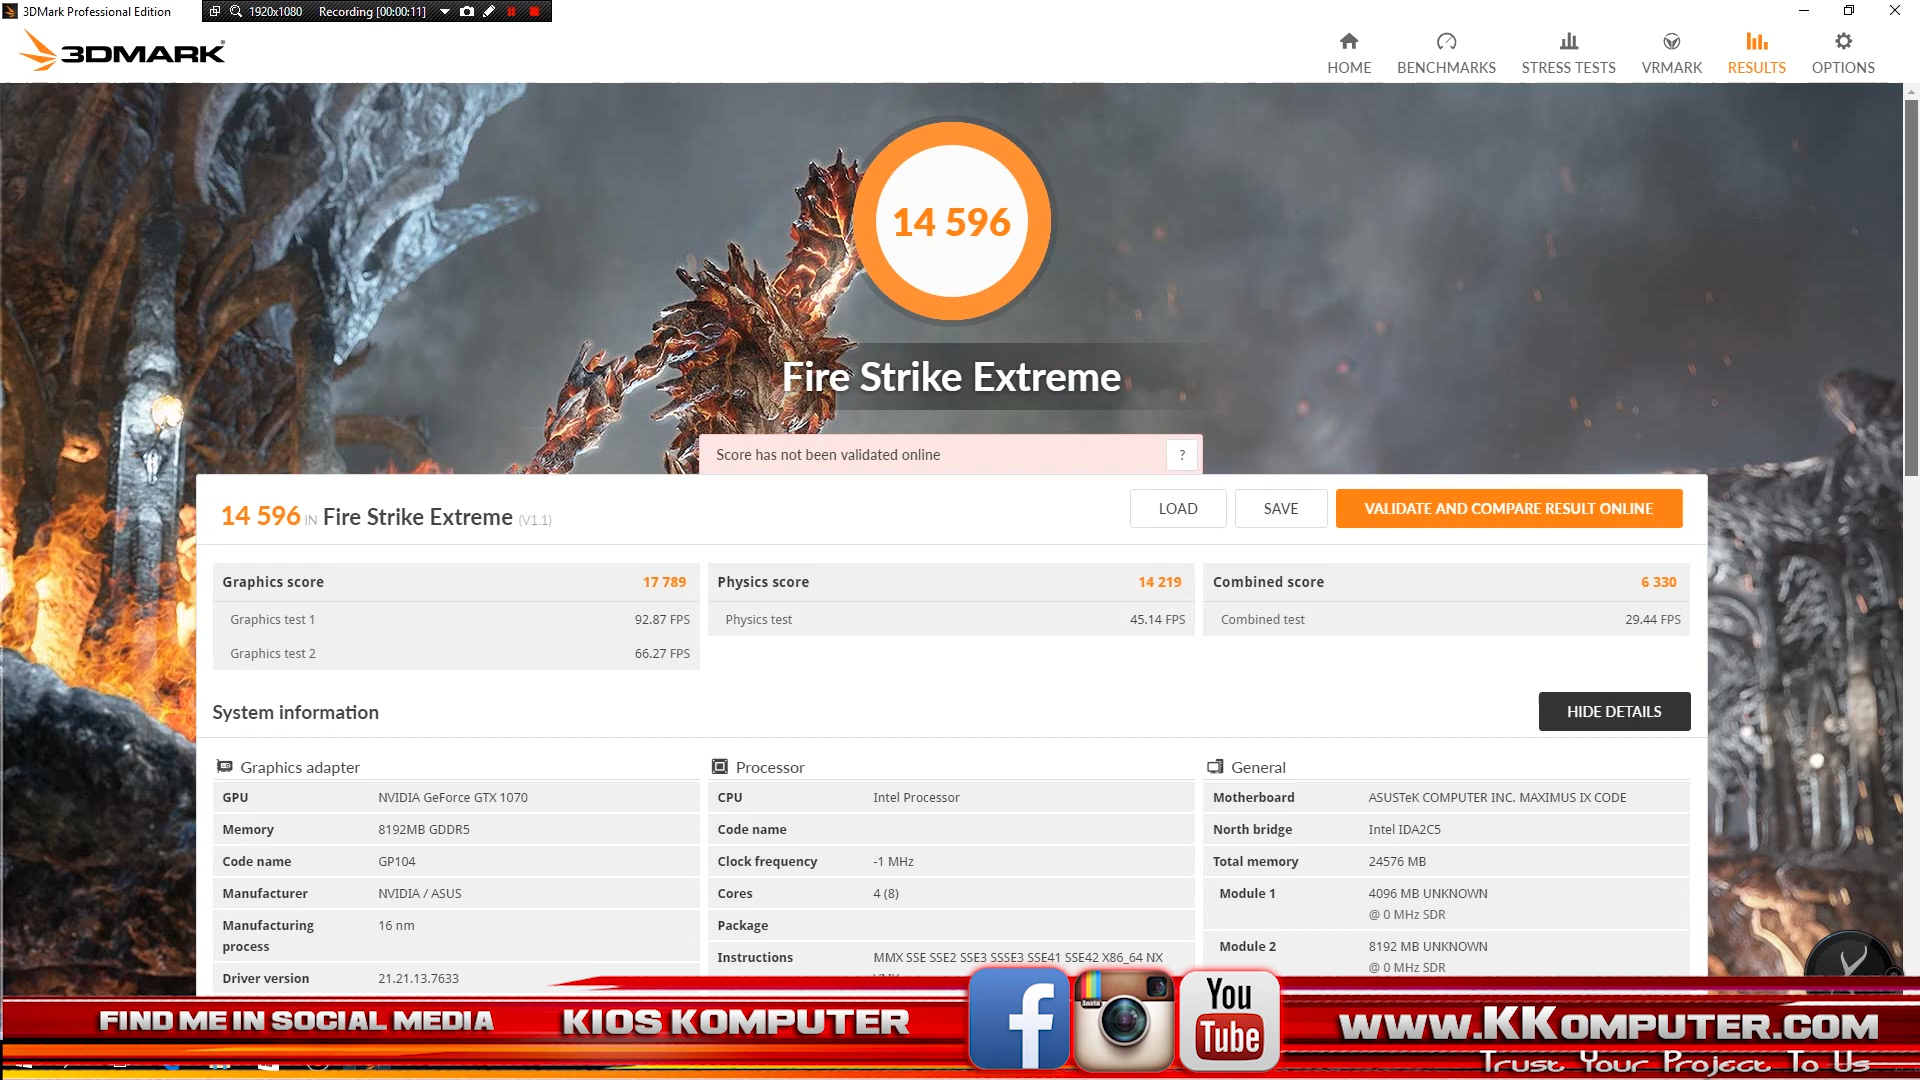 3DMark Professional Edition
1920x1080 Recording [00:00:11]
3DMARK
HOME BENCHMARKS STRESS TESTS VRMARK RESULTS OPTIONS
14 596
Fire Strike Extreme
Score has not been validated online ?
14 596 IN Fire Strike Extreme (V1.1)
LOAD SAVE VALIDATE AND COMPARE RESULT ONLINE
Graphics score 17 789
Graphics test 1 92.87 FPS
Graphics test 2 66.27 FPS
Physics score 14 219
Physics test 45.14 FPS
Combined score 6 330
Combined test 29.44 FPS
System information
HIDE DETAILS
Graphics adapter
GPU NVIDIA GeForce GTX 1070
Memory 8192MB GDDR5
Code name GP104
Manufacturer NVIDIA / ASUS
Manufacturing process 16 nm
Driver version 21.21.13.7633
Processor
CPU Intel Processor
Code name
Clock frequency -1 MHz
Cores 4 (8)
Package
Instructions MMX SSE SSE2 SSE3 SSSE3 SSE41 SSE42 X86_64 NX
General
Motherboard ASUSTeK COMPUTER INC. MAXIMUS IX CODE
North bridge Intel IDA2C5
Total memory 24576 MB
Module 1 4096 MB UNKNOWN
@ 0 MHz SDR
Module 2 8192 MB UNKNOWN
@ 0 MHz SDR
FIND ME IN SOCIAL MEDIA
KIOS KOMPUTER
f
Insta
You
Tube
www.KKomputer.com
Trust Your Project To Us